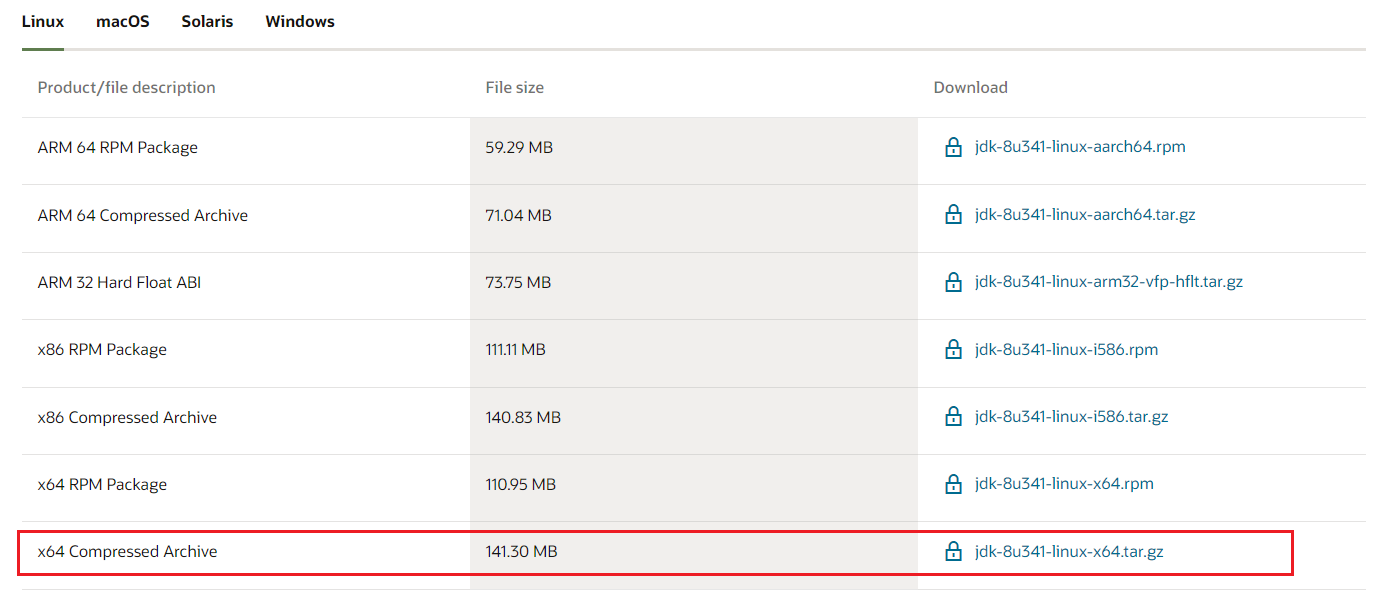 Linux macOS Solaris Windows
Product/file description File size Download
ARM 64 RPM Package 59.29 MB jdk-8u341-linux-aarch64.rpm
ARM 64 Compressed Archive 71.04 MB jdk-8u341-linux-aarch64.tar.gz
ARM 32 Hard Float ABI 73.75 MB jdk-8u341-linux-arm32-vfp-hflt.tar.gz
x86 RPM Package 111.11 MB jdk-8u341-linux-i586.rpm
x86 Compressed Archive 140.83 MB jdk-8u341-linux-i586.tar.gz
x64 RPM Package 110.95 MB jdk-8u341-linux-x64.rpm
x64 Compressed Archive 141.30 MB jdk-8u341-linux-x64.tar.gz